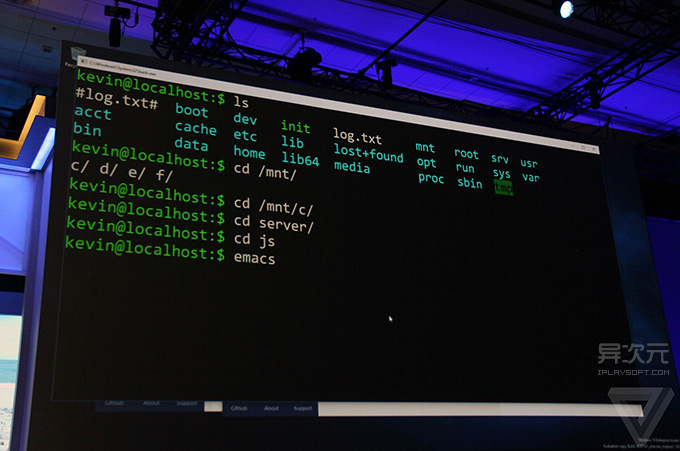 C:\Windows\System32\bash.exe
kevin@localhost:$ ls
#log.txt# boot dev init log.txt mnt root srv usr
acct cache etc lib lost+found opt run sys var
bin data home lib64 media proc sbin tmp
kevin@localhost:$ cd /mnt/
c/ d/ e/ f/
kevin@localhost:$ cd /mnt/c/
kevin@localhost:$ cd server/
kevin@localhost:$ cd js
kevin@localhost:$ emacs
异次元
IPLAYSOFT.COM
GitHub About Support GitHub About Support